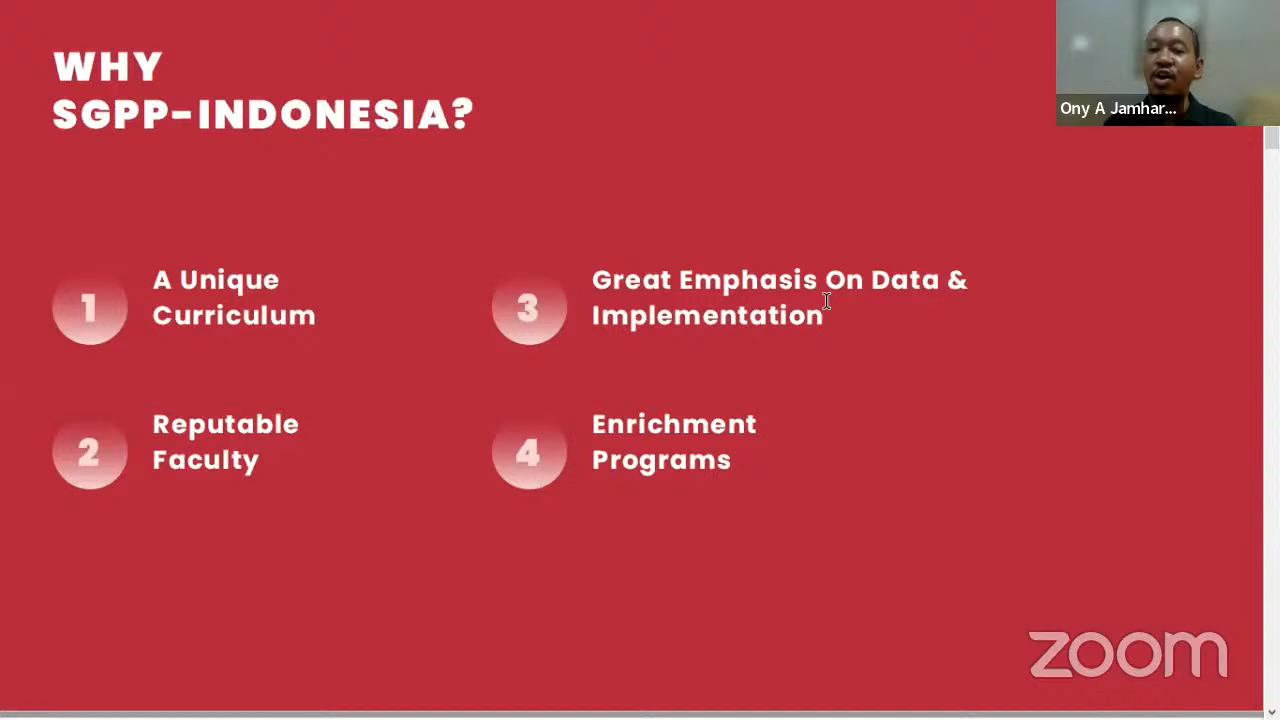 WHY
SGPP-INDONESIA?
Ony A Jamhar...
1
A Unique
Curriculum
2
Reputable
Faculty
3
Great Emphasis On Data &
Implementation
4
Enrichment
Programs
zoom